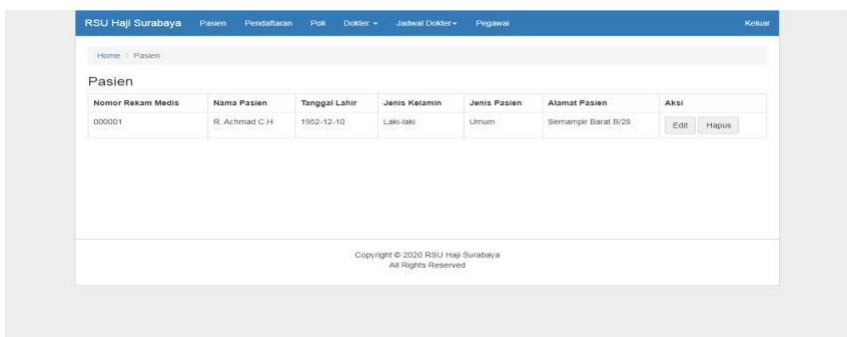 RSU Haji Surabaya Pasien Pendaftaran Poli Dokter Jadwal Dokter Pegawai Keluar
Home / Pasien
Pasien
Nomor Rekam Medis Nama Pasien Tanggal Lahir Jenis Kelamin Jenis Pasien Alamat Pasien Aksi
000001 R. Achmad C.H 1952-12-10 Laki-laki Umum Semampir Barat B/28 Edit Hapus
Copyright © 2020 RSU Haji Surabaya
All Rights Reserved